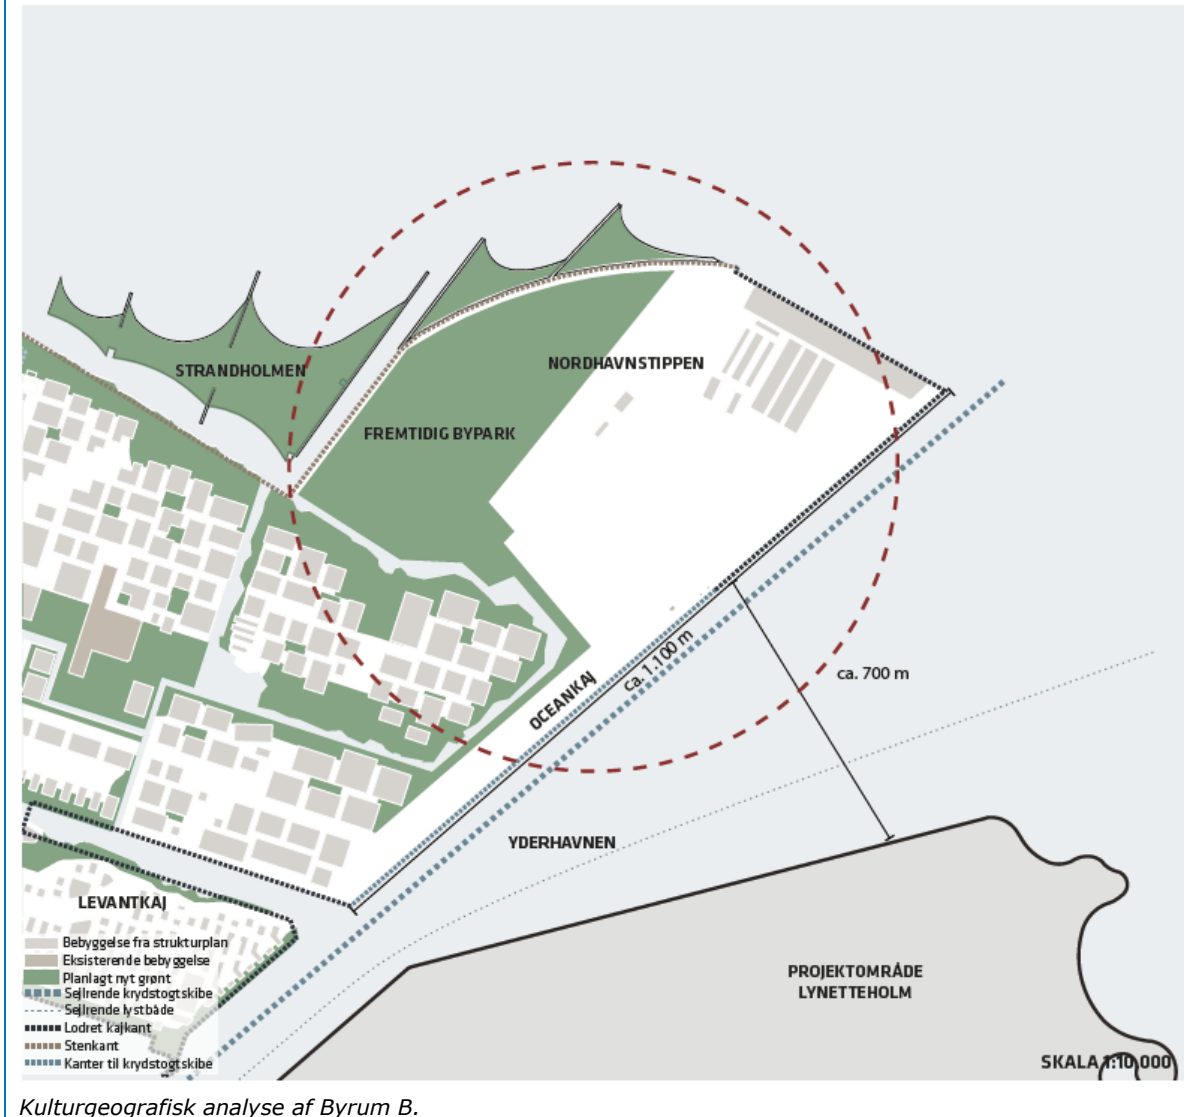 STRANDHOLMEN
NORDHAVNSTIPPEN
FREMTIDIG BYPARK
ca. 1.100 m
ca. 700 m
OCEANKAJ
YDERHAVNEN
LEVANTKAJ
Bebyggelse fra strukturplan
Eksisterende bebyggelse
Planlagt nyt grønt
Sejlrende krydstogtskibe
Sejlrende lystbåde
Lodret kajkant
Stenkant
Kanter til krydstogtskibe
PROJEKTOMRÅDE
LYNETTEHOLM
SKALA 1:10.000
Kulturgeografisk analyse af Byrum B.